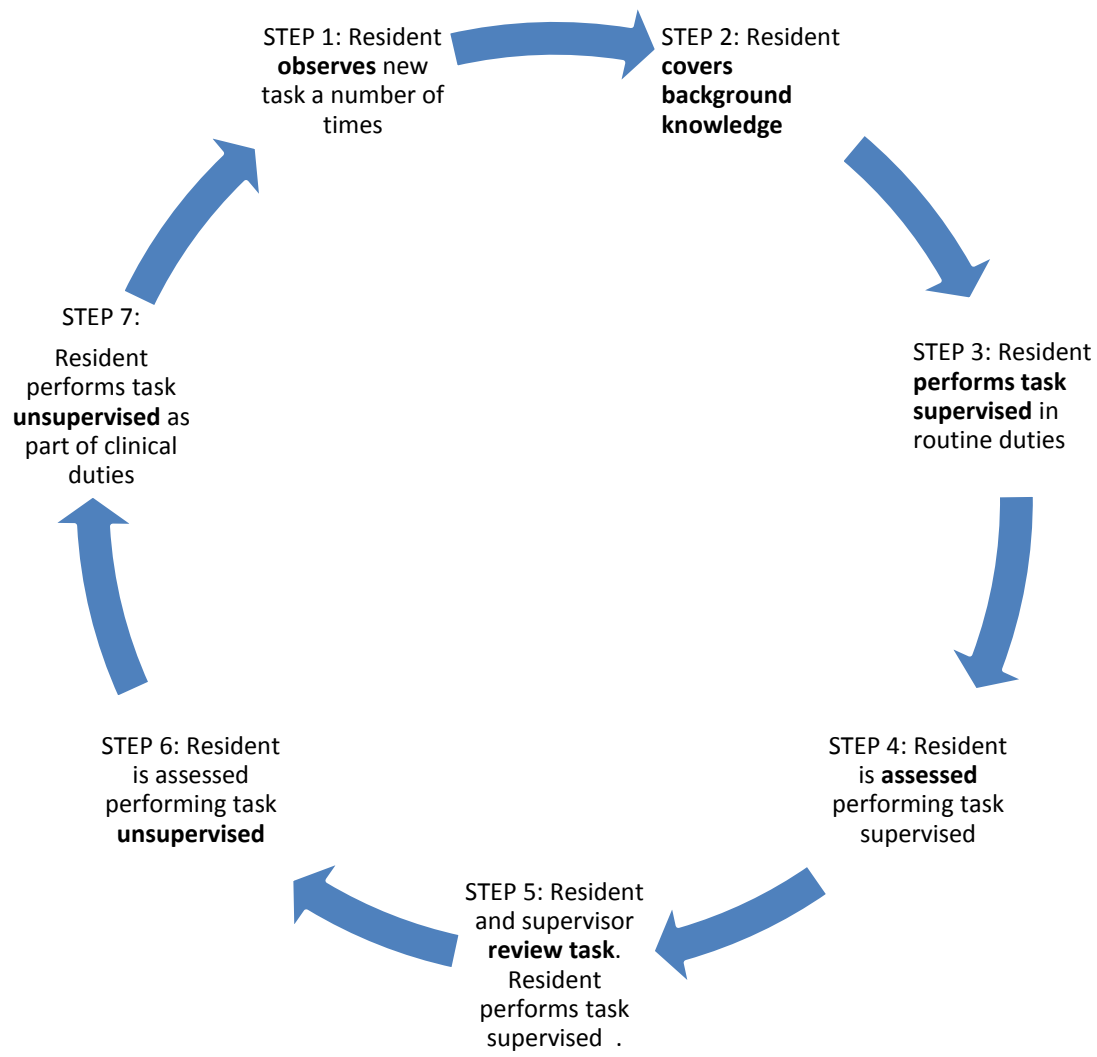 STEP 1: Resident
observes new
task a number of
times
STEP 2: Resident
covers
background
knowledge
STEP 3: Resident
performs task
supervised in
routine duties
STEP 4: Resident
is assessed
performing task
supervised
STEP 5: Resident
and supervisor
review task.
Resident
performs task
supervised .
STEP 6: Resident
is assessed
performing task
unsupervised
STEP 7:
Resident
performs task
unsupervised as
part of clinical
duties